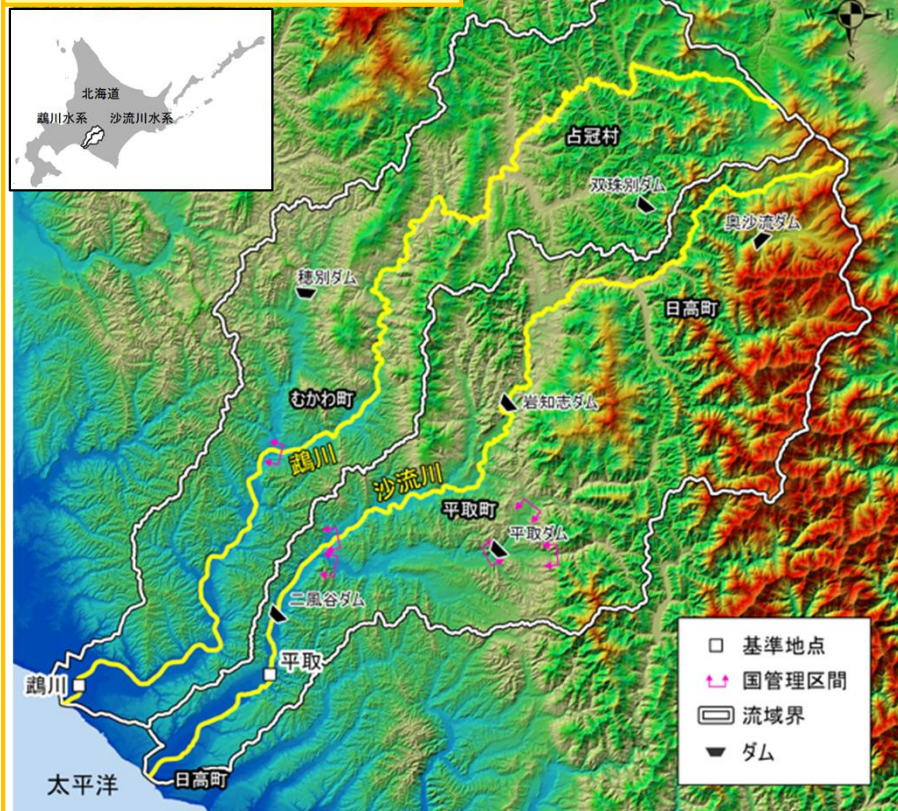 北海道
鵡川水系
沙流川水系
W
E
S
占冠村
双珠別ダム
奥沙流ダム
穂別ダム
日高町
むかわ町
岩知志ダム
鵡川
沙流川
平取町
平取ダム
二風谷ダム
平取
鵡川
太平洋
日高町
基準地点
国管理区間
流域界
ダム